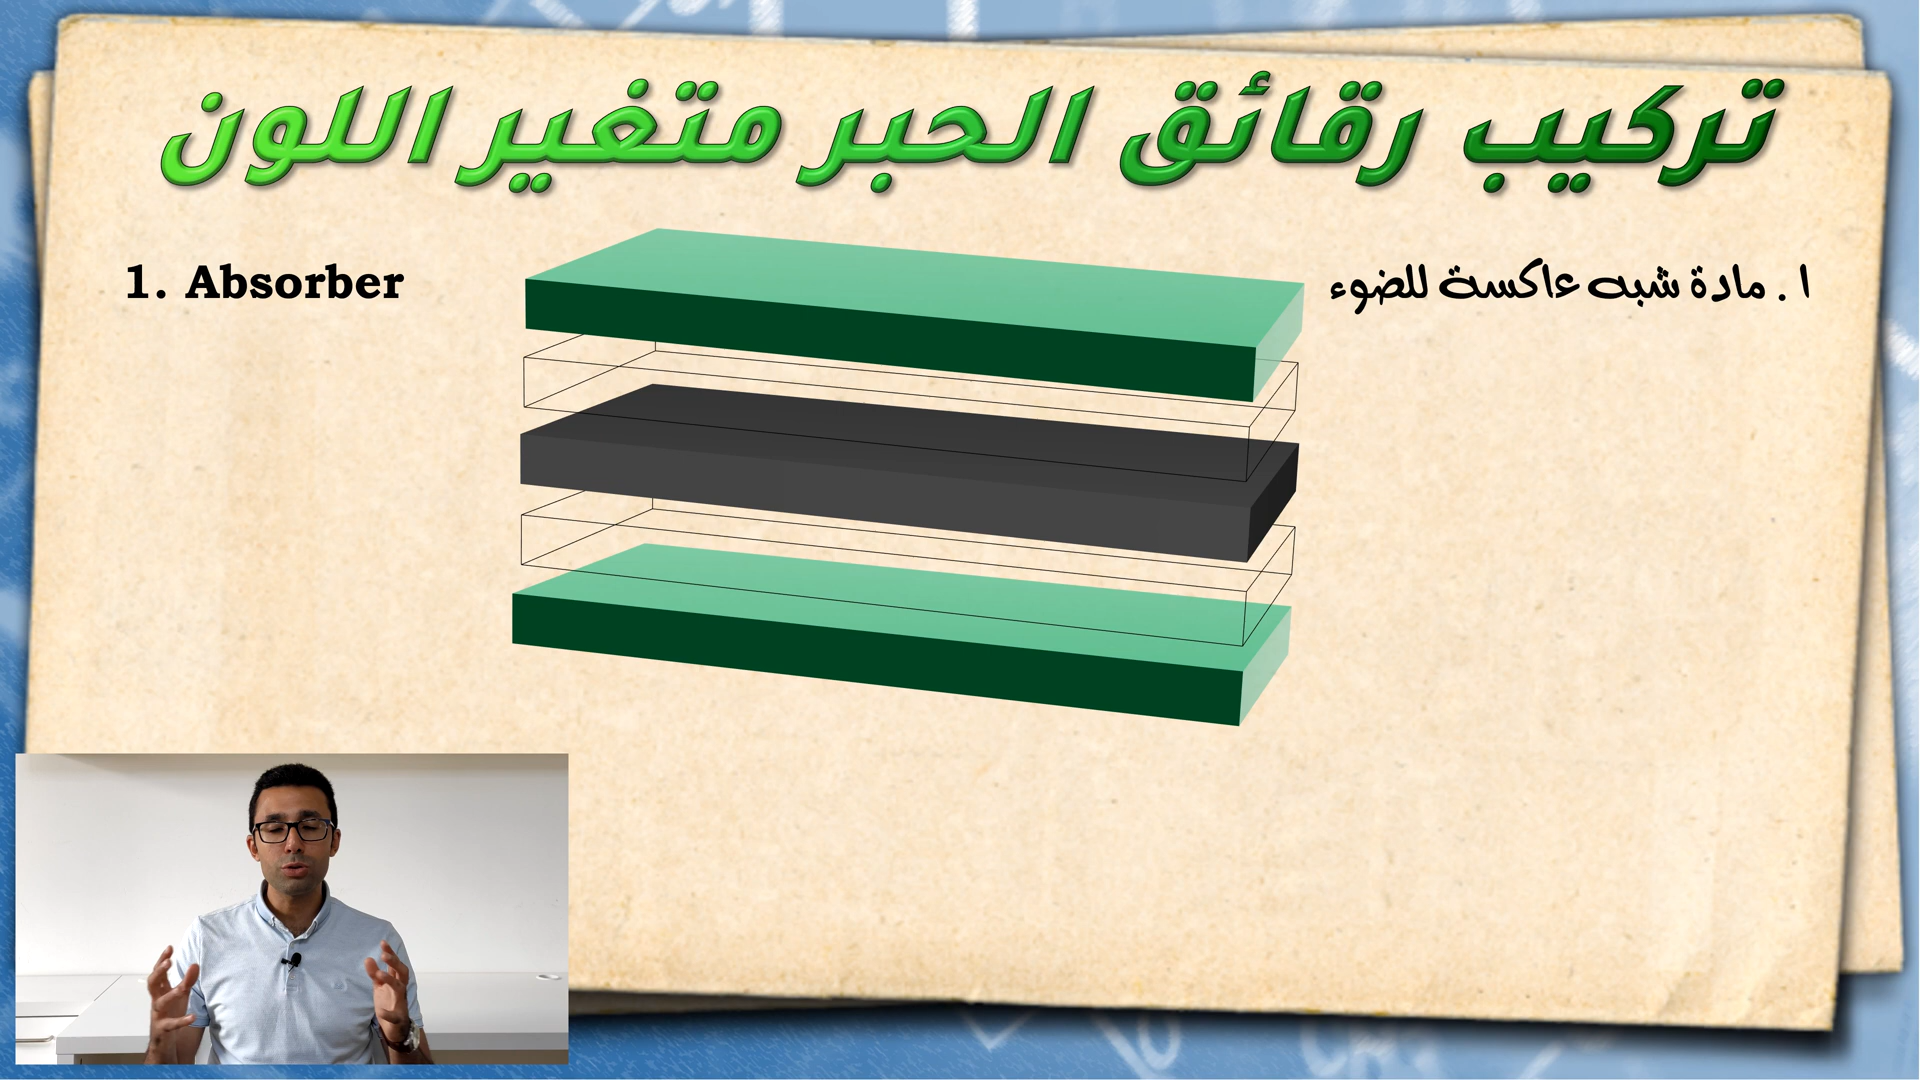 تركيب رقائق الحبر متغير اللون
1. Absorber
١. مادة شبه عاكسة للضوء